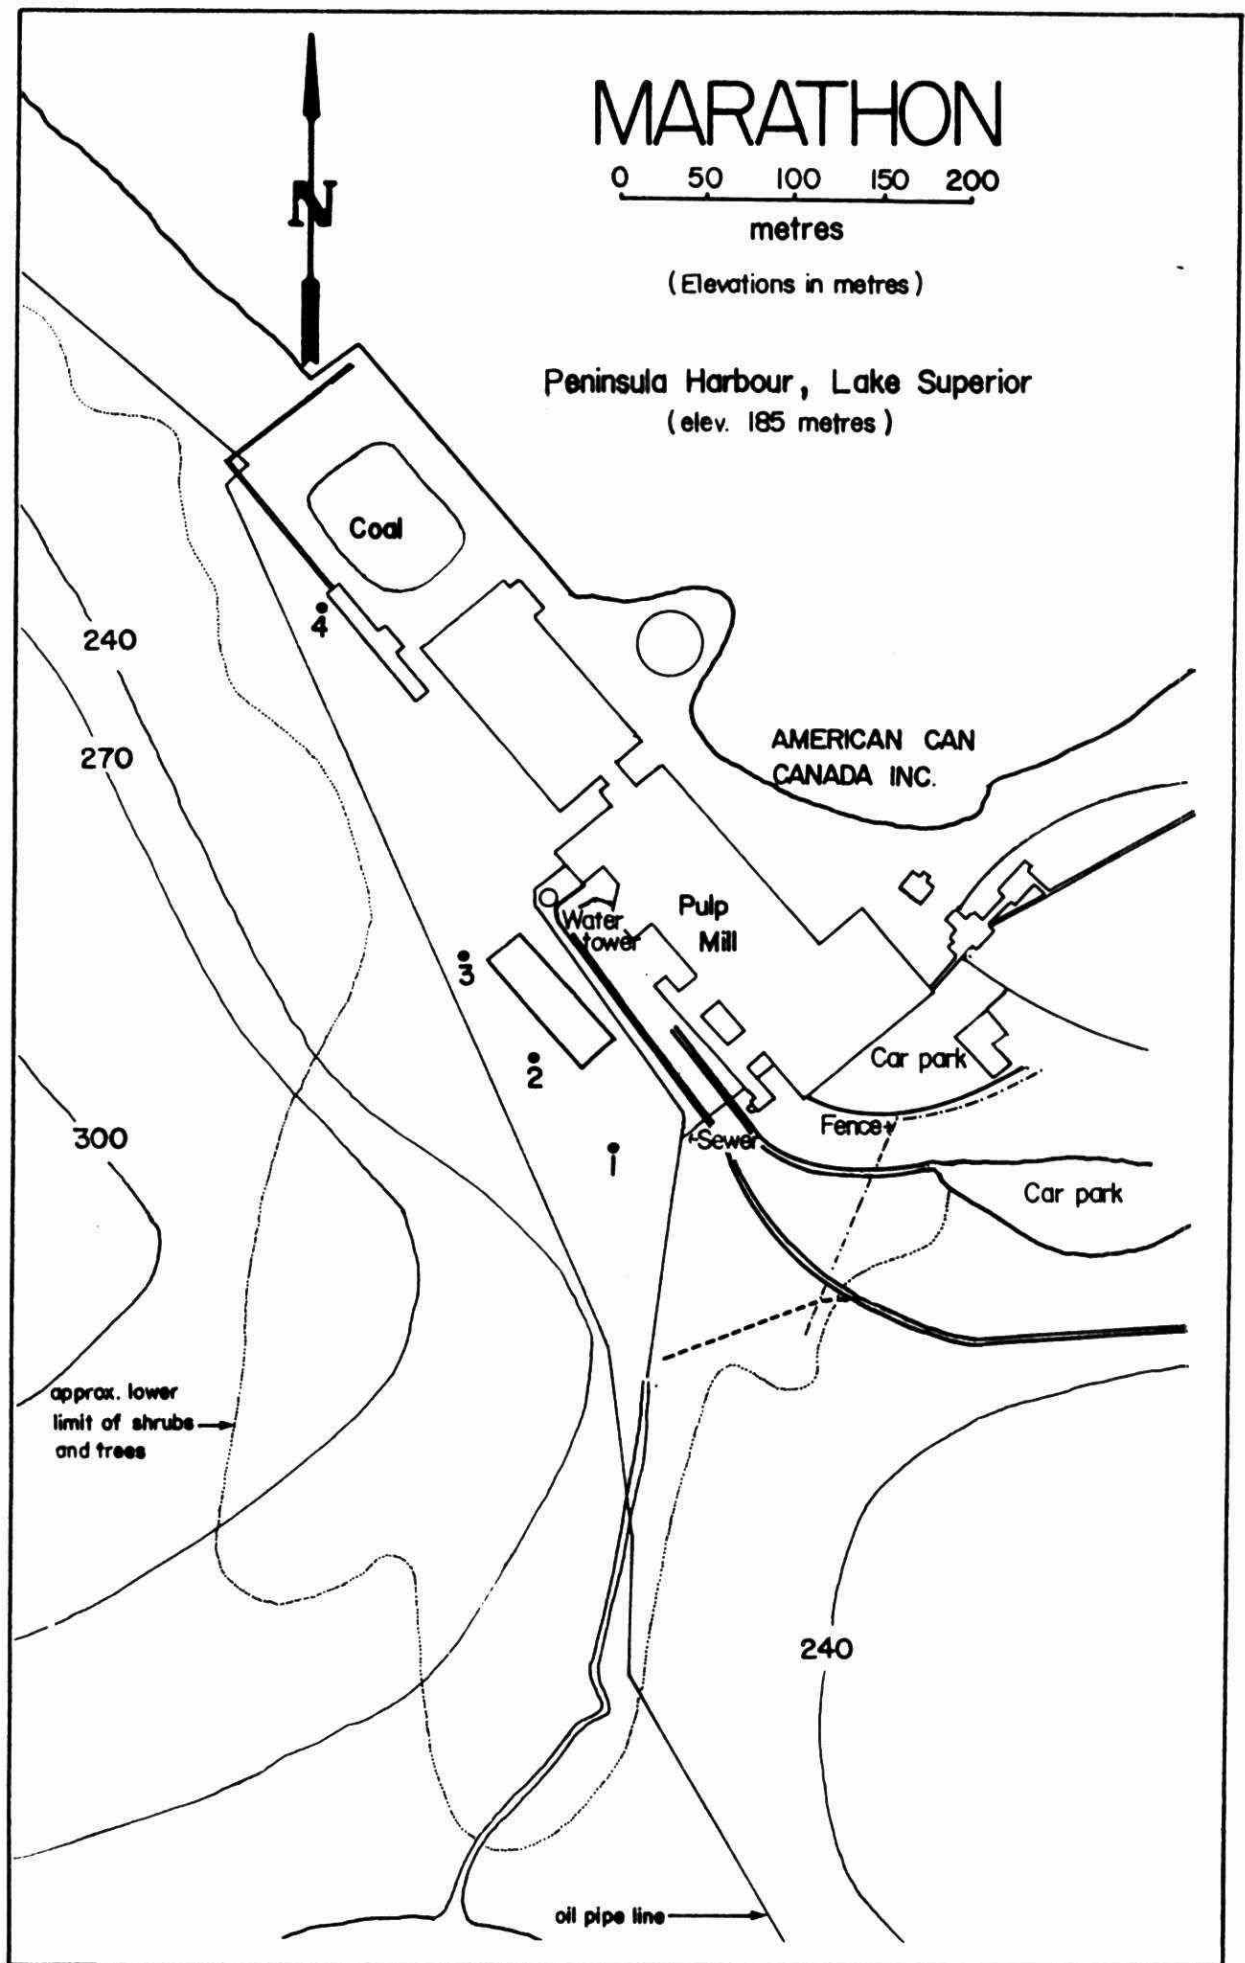 MARATHON
0 50 100 150 200
metres
(Elevations in metres)
N
Peninsula Harbour, Lake Superior
(elev. 185 metres)
Coal
4
240
270
AMERICAN CAN
CANADA INC.
Pulp
Mill
Water
tower
3
2
Car park
300
1
Sewer
Fence
Car park
approx. lower
limit of shrubs
and trees
240
oil pipe line